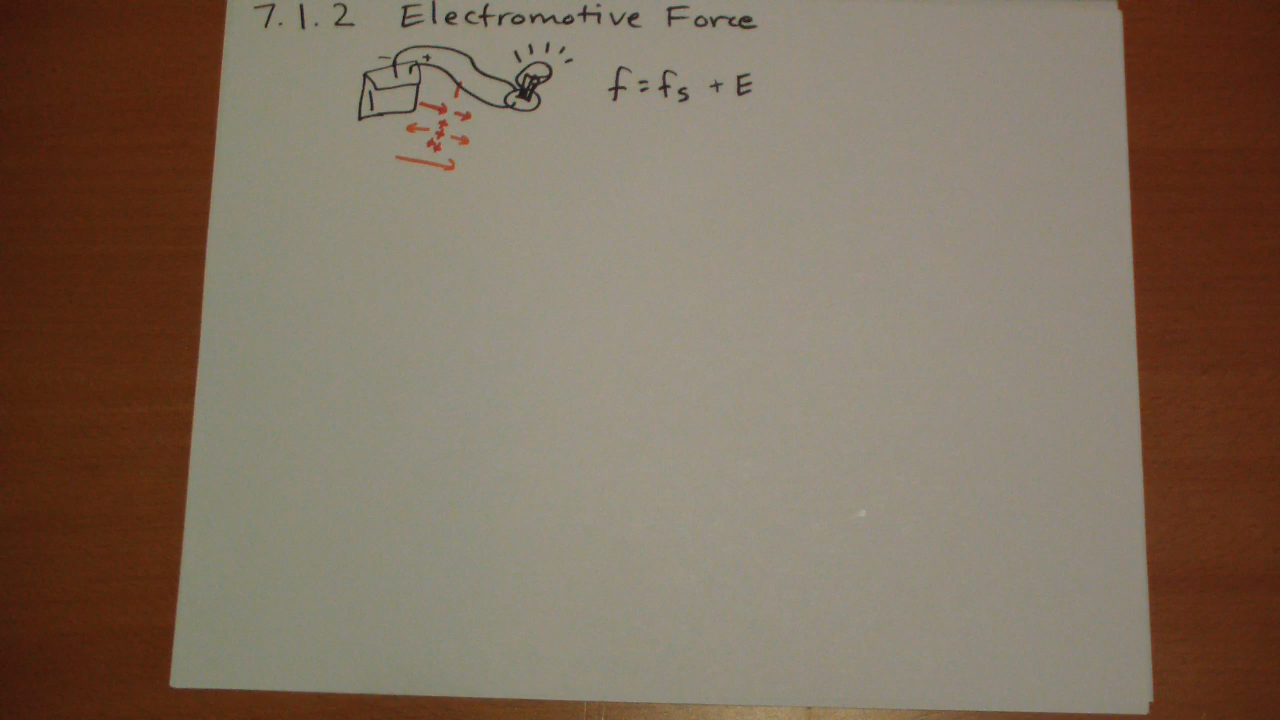 7.1.2 Electromotive Force
- +
f = fs + E